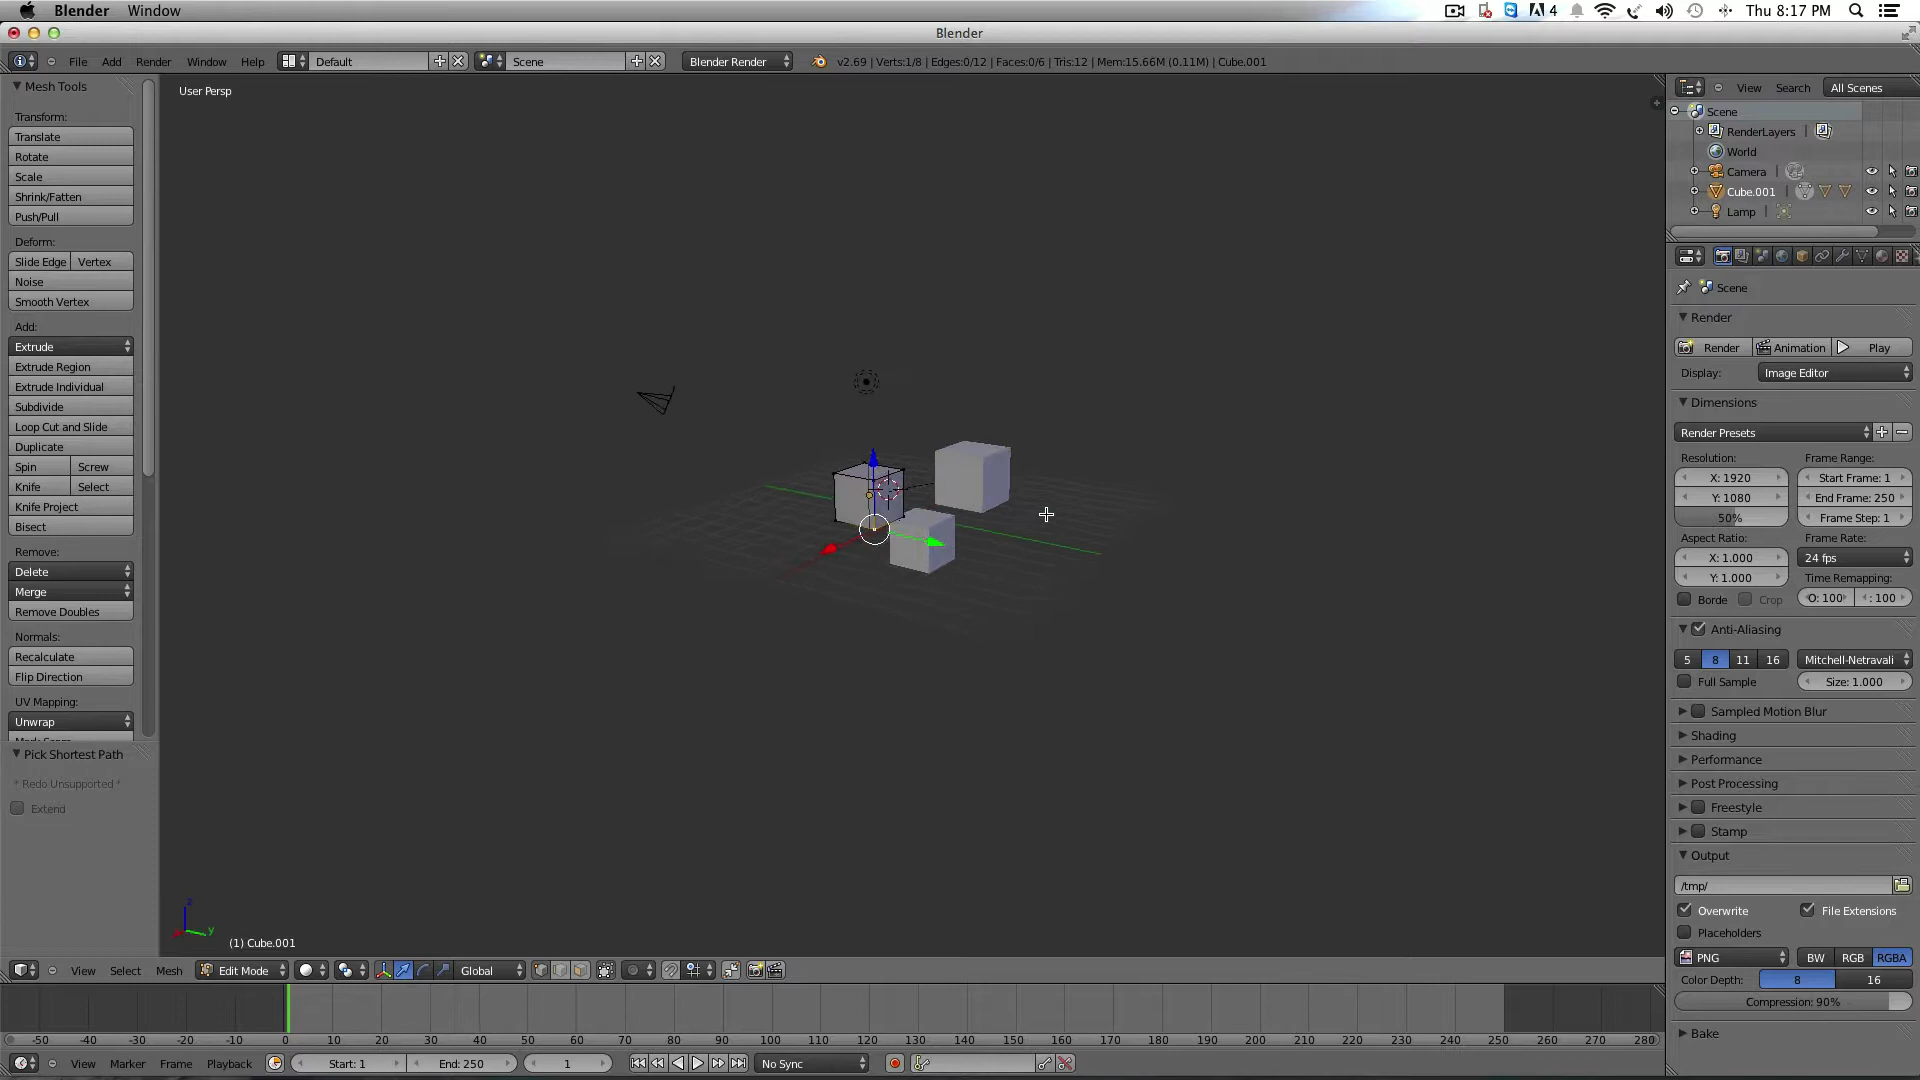 Blender Window 4 Thu 8:17 PM
Blender
File Add Render Window Help Default Scene Blender Render v2.69 | Verts:1/8 | Edges:0/12 | Faces:0/6 | Tris:12 | Mem:15.66M (0.11M) | Cube.001
Mesh Tools
Transform:
Translate
Rotate
Scale
Shrink/Fatten
Push/Pull
Deform:
Slide Edge Vertex
Noise
Smooth Vertex
Add:
Extrude
Extrude Region
Extrude Individual
Subdivide
Loop Cut and Slide
Duplicate
Spin Screw
Knife Select
Knife Project
Bisect
Remove:
Delete
Merge
Remove Doubles
Normals:
Recalculate
Flip Direction
UV Mapping:
Unwrap
Pick Shortest Path
* Redo Unsupported *
Extend
User Persp
z
y
(1) Cube.001
View Search All Scenes
Scene
RenderLayers |
World
Camera |
Cube.001 |
Lamp |
Scene
Render
Render Animation Play
Display: Image Editor
Dimensions
Render Presets
Resolution: Frame Range:
X: 1920 Start Frame: 1
Y: 1080 End Frame: 250
50% Frame Step: 1
Aspect Ratio: Frame Rate:
X: 1.000 24 fps
Y: 1.000 Time Remapping:
Borde Crop O: 100 : 100
Anti-Aliasing
5 8 11 16 Mitchell-Netravali
Full Sample Size: 1.000
Sampled Motion Blur
Shading
Performance
Post Processing
Freestyle
Stamp
Output
/tmp/
Overwrite File Extensions
Placeholders
PNG BW RGB RGBA
Color Depth: 8 16
Compression: 90%
Bake
View Select Mesh Edit Mode Global
-50 -40 -30 -20 -10 0 10 20 30 40 50 60 70 80 90 100 110 120 130 140 150 160 170 180 190 200 210 220 230 240 250 260 270 280
View Marker Frame Playback Start: 1 End: 250 1 No Sync